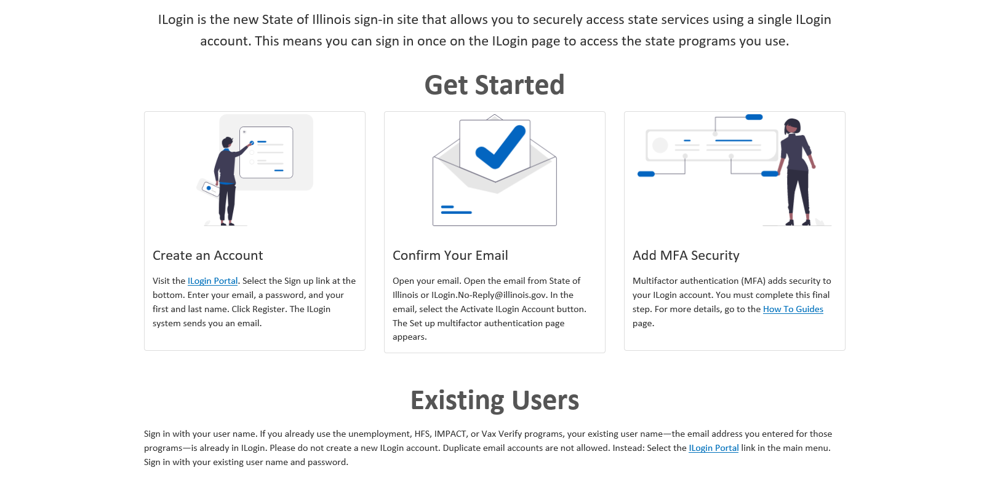 ILogin is the new State of Illinois sign-in site that allows you to securely access state services using a single ILogin
account. This means you can sign in once on the ILogin page to access the state programs you use.
Get Started
Create an Account
Visit the ILogin Portal. Select the Sign up link at the
bottom. Enter your email, a password, and your
first and last name. Click Register. The ILogin
system sends you an email.
Confirm Your Email
Open your email. Open the email from State of
Illinois or ILogin.No-Reply@illinois.gov. In the
email, select the Activate ILogin Account button.
The Set up multifactor authentication page
appears.
Add MFA Security
Multifactor authentication (MFA) adds security to
your ILogin account. You must complete this final
step. For more details, go to the How To Guides
page.
Existing Users
Sign in with your user name. If you already use the unemployment, HFS, IMPACT, or Vax Verify programs, your existing user name—the email address you entered for those
programs—is already in ILogin. Please do not create a new ILogin account. Duplicate email accounts are not allowed. Instead: Select the ILogin Portal link in the main menu.
Sign in with your existing user name and password.